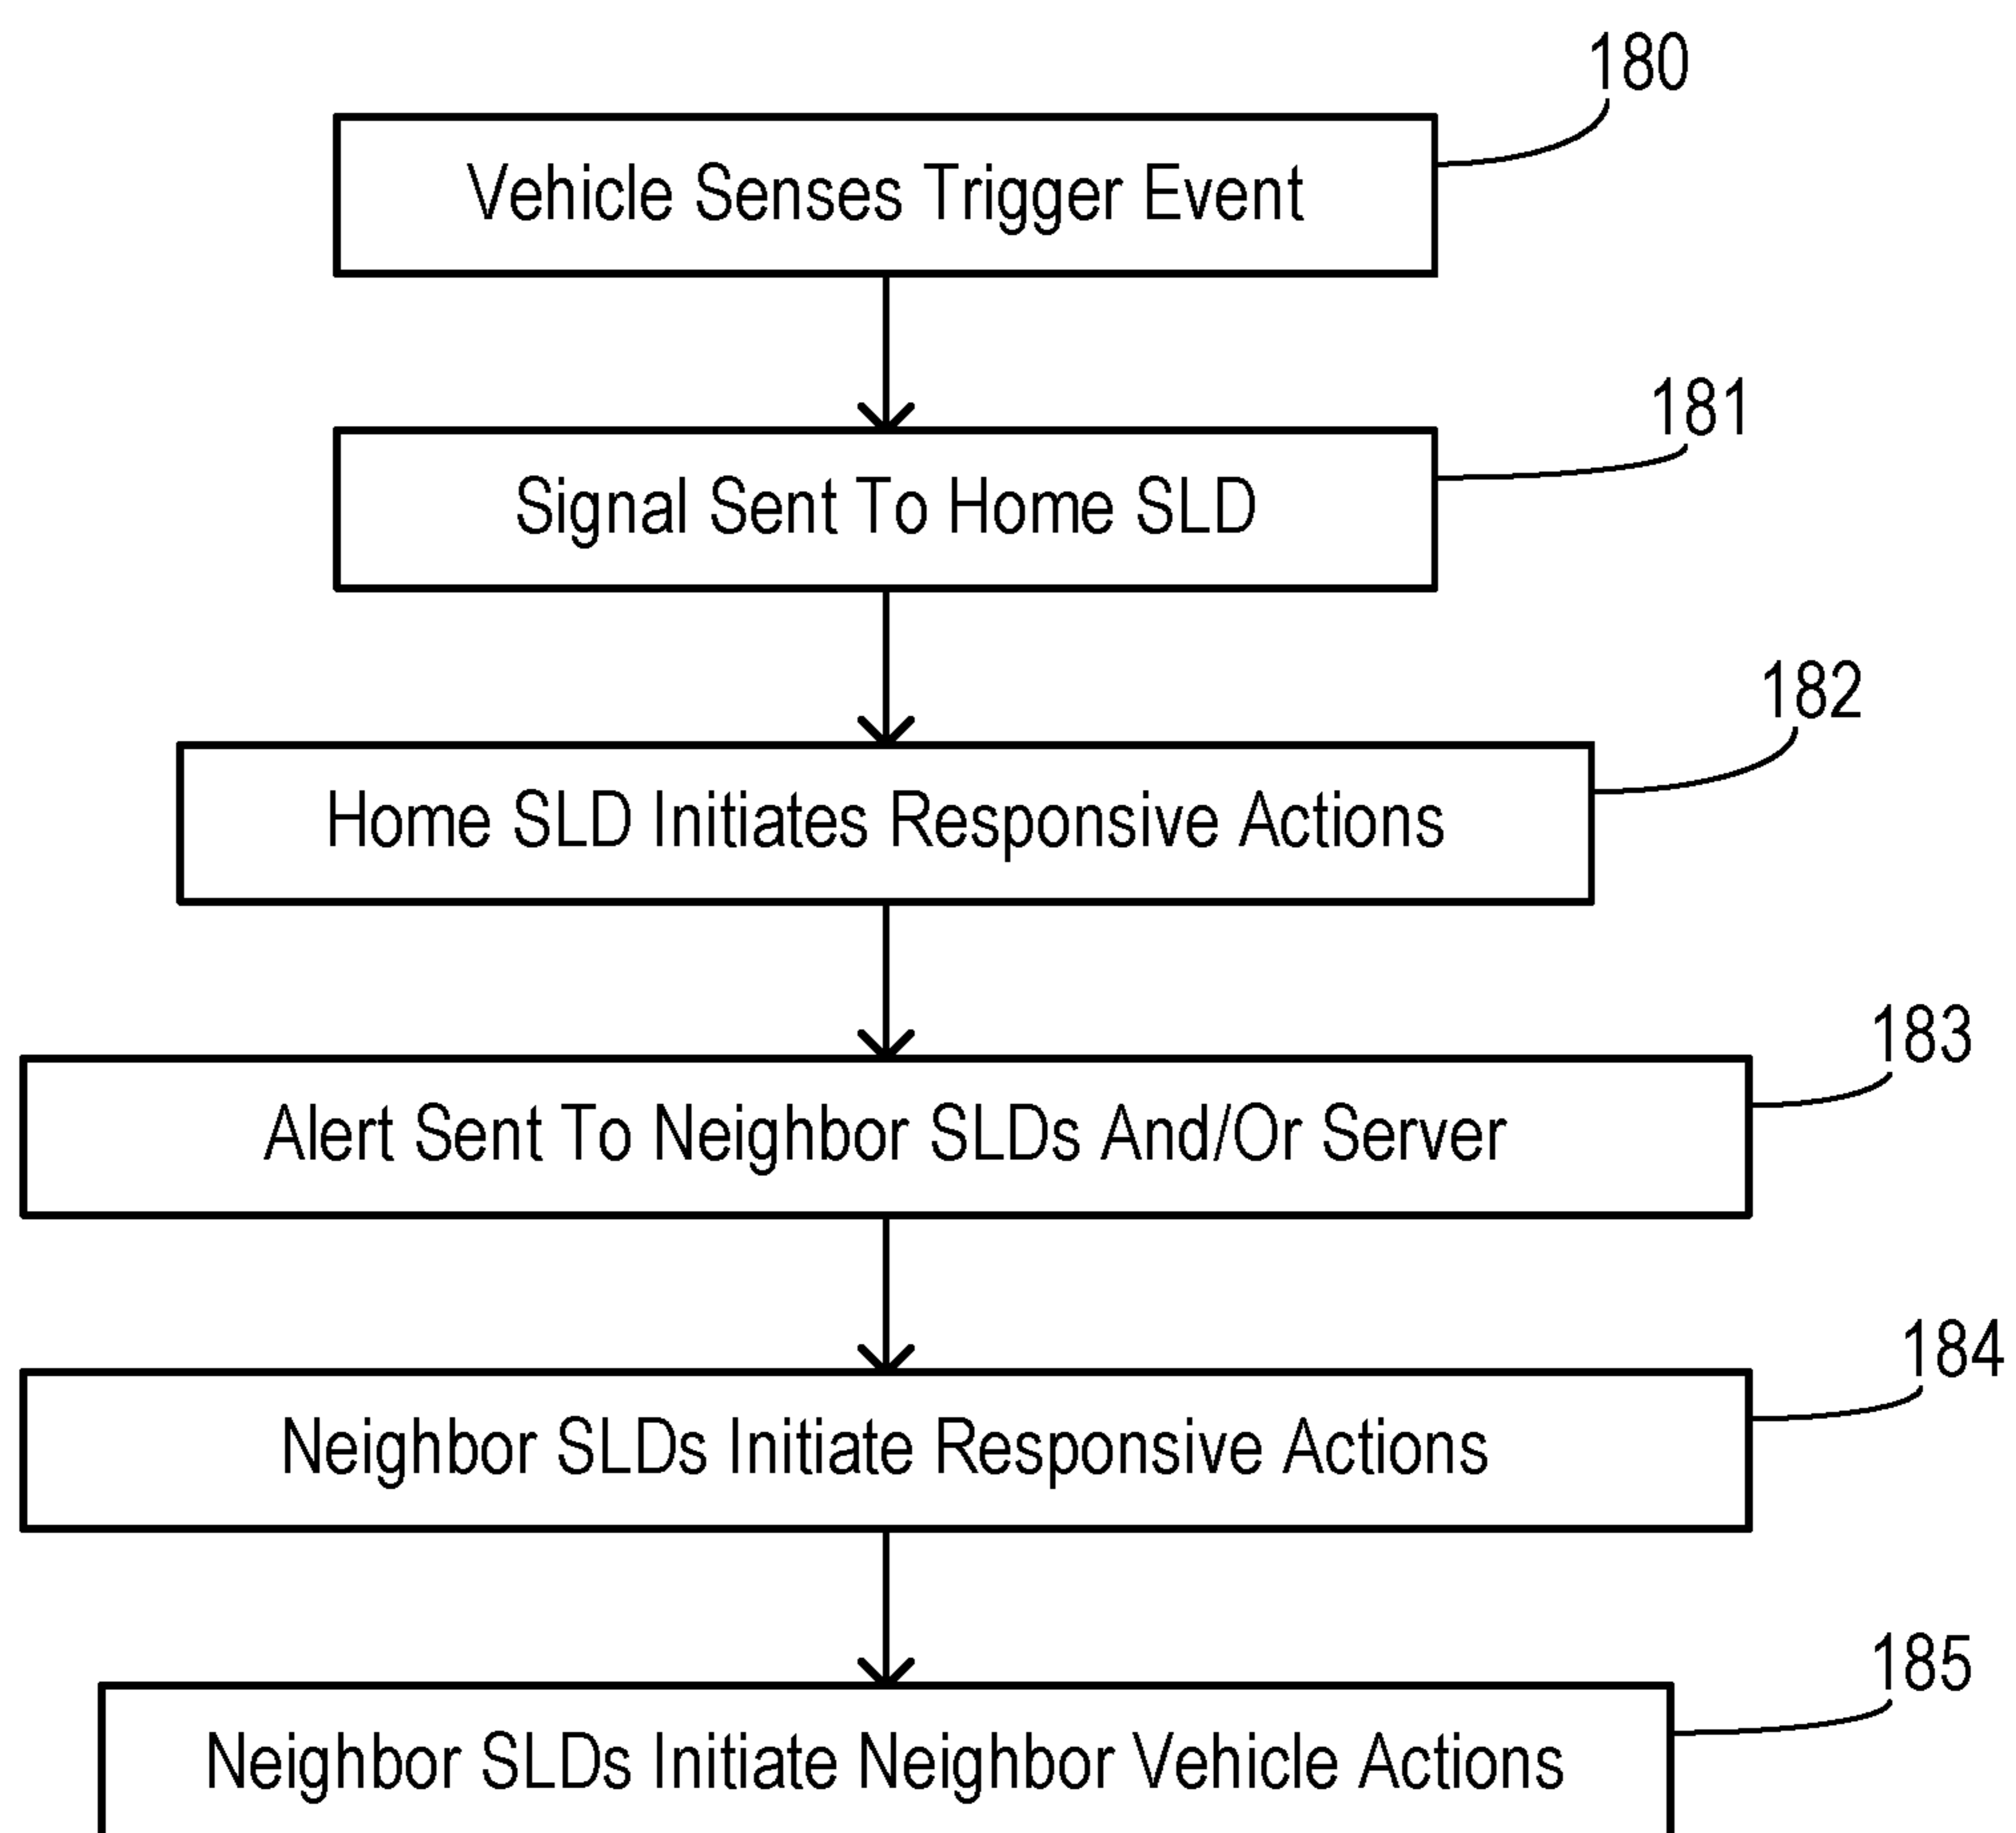 180
Vehicle Senses Trigger Event
181
Signal Sent To Home SLD
182
Home SLD Initiates Responsive Actions
183
Alert Sent To Neighbor SLDs And/Or Server
184
Neighbor SLDs Initiate Responsive Actions
185
Neighbor SLDs Initiate Neighbor Vehicle Actions